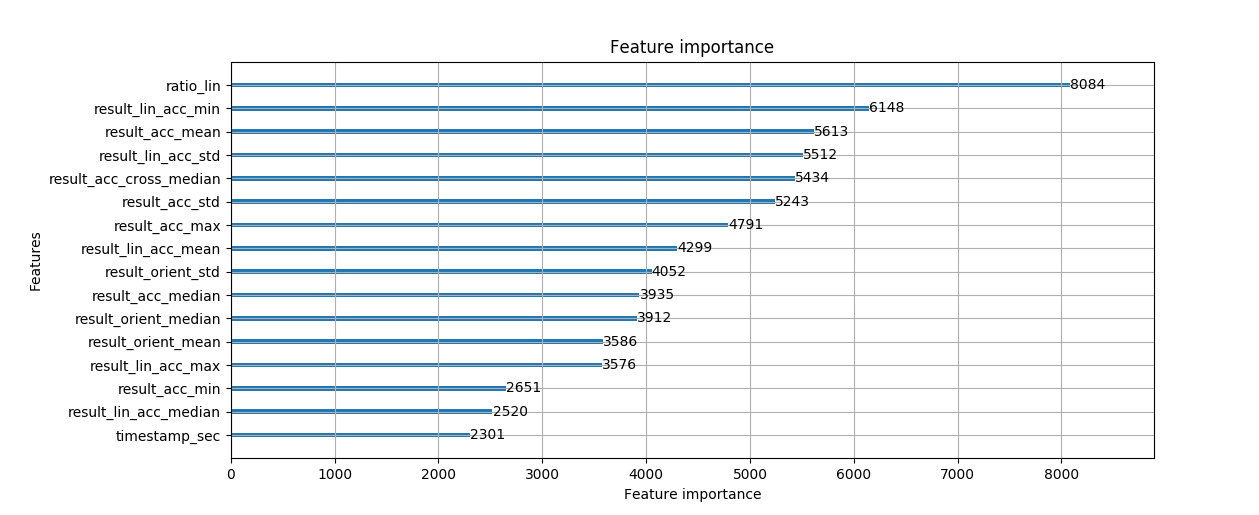 Feature importance
ratio_lin 8084
result_lin_acc_min 6148
result_acc_mean 5613
result_lin_acc_std 5512
result_acc_cross_median 5434
result_acc_std 5243
result_acc_max 4791
result_lin_acc_mean 4299
result_orient_std 4052
result_acc_median 3935
result_orient_median 3912
result_orient_mean 3586
result_lin_acc_max 3576
result_acc_min 2651
result_lin_acc_median 2520
timestamp_sec 2301
Features
0 1000 2000 3000 4000 5000 6000 7000 8000
Feature importance